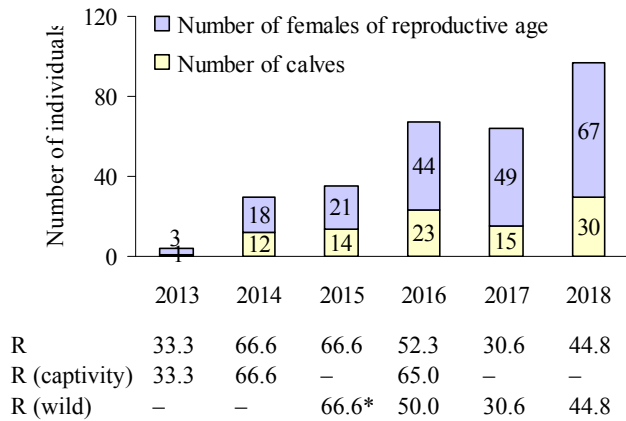 Number of individuals
120
80
40
0
Number of females of reproductive age
Number of calves
3
1
18
12
21
14
44
23
49
15
67
30
2013 2014 2015 2016 2017 2018
R 33.3 66.6 66.6 52.3 30.6 44.8
R (captivity) 33.3 66.6 – 65.0 – –
R (wild) – – 66.6* 50.0 30.6 44.8